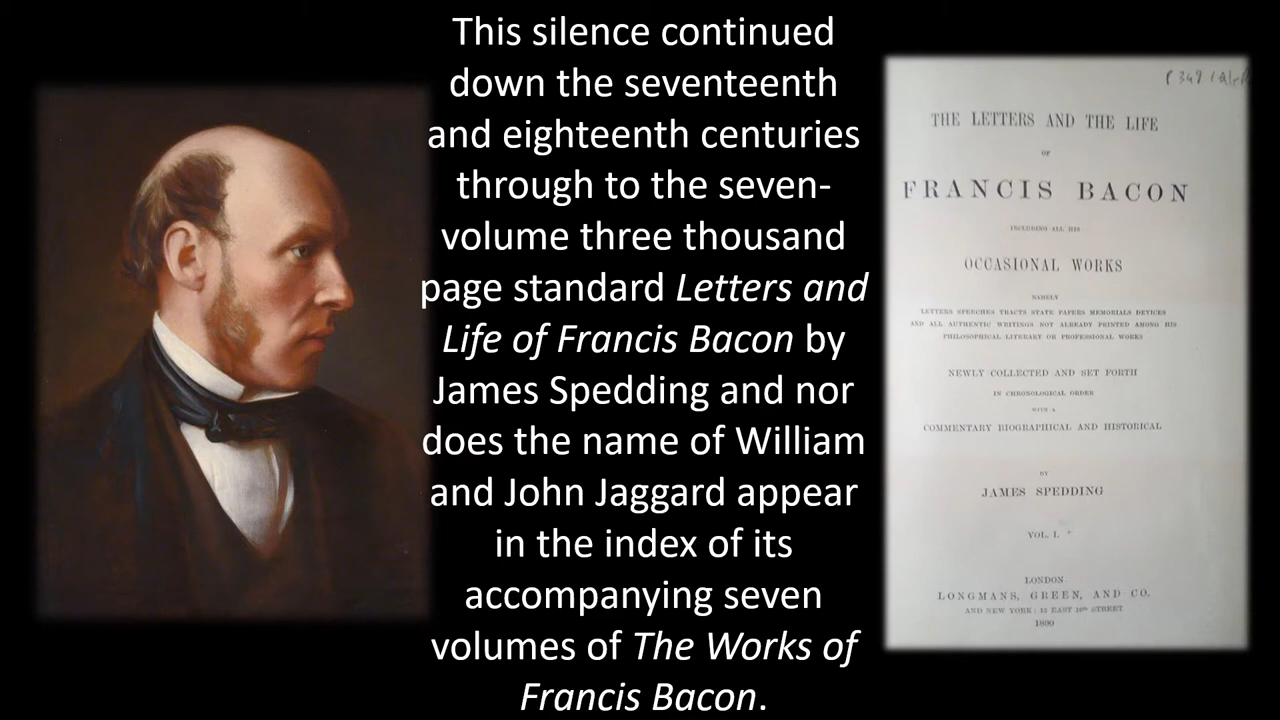 This silence continued
down the seventeenth
and eighteenth centuries
through to the seven-
volume three thousand
page standard Letters and
Life of Francis Bacon by
James Spedding and nor
does the name of William
and John Jaggard appear
in the index of its
accompanying seven
volumes of The Works of
Francis Bacon.
THE LETTERS AND THE LIFE
OF
FRANCIS BACON
INCLUDING ALL HIS
OCCASIONAL WORKS
NAMELY
LETTERS SPEECHES TRACTS STATE PAPERS MEMORIALS DEVICES
AND ALL AUTHENTIC WRITINGS NOT ALREADY PRINTED AMONG HIS
PHILOSOPHICAL LITERARY OR PROFESSIONAL WORKS
NEWLY COLLECTED AND SET FORTH
IN CHRONOLOGICAL ORDER
WITH A
COMMENTARY BIOGRAPHICAL AND HISTORICAL
BY
JAMES SPEDDING
VOL. I.
LONDON
LONGMANS, GREEN, AND CO.
AND NEW YORK: 15 EAST 16th STREET
1890